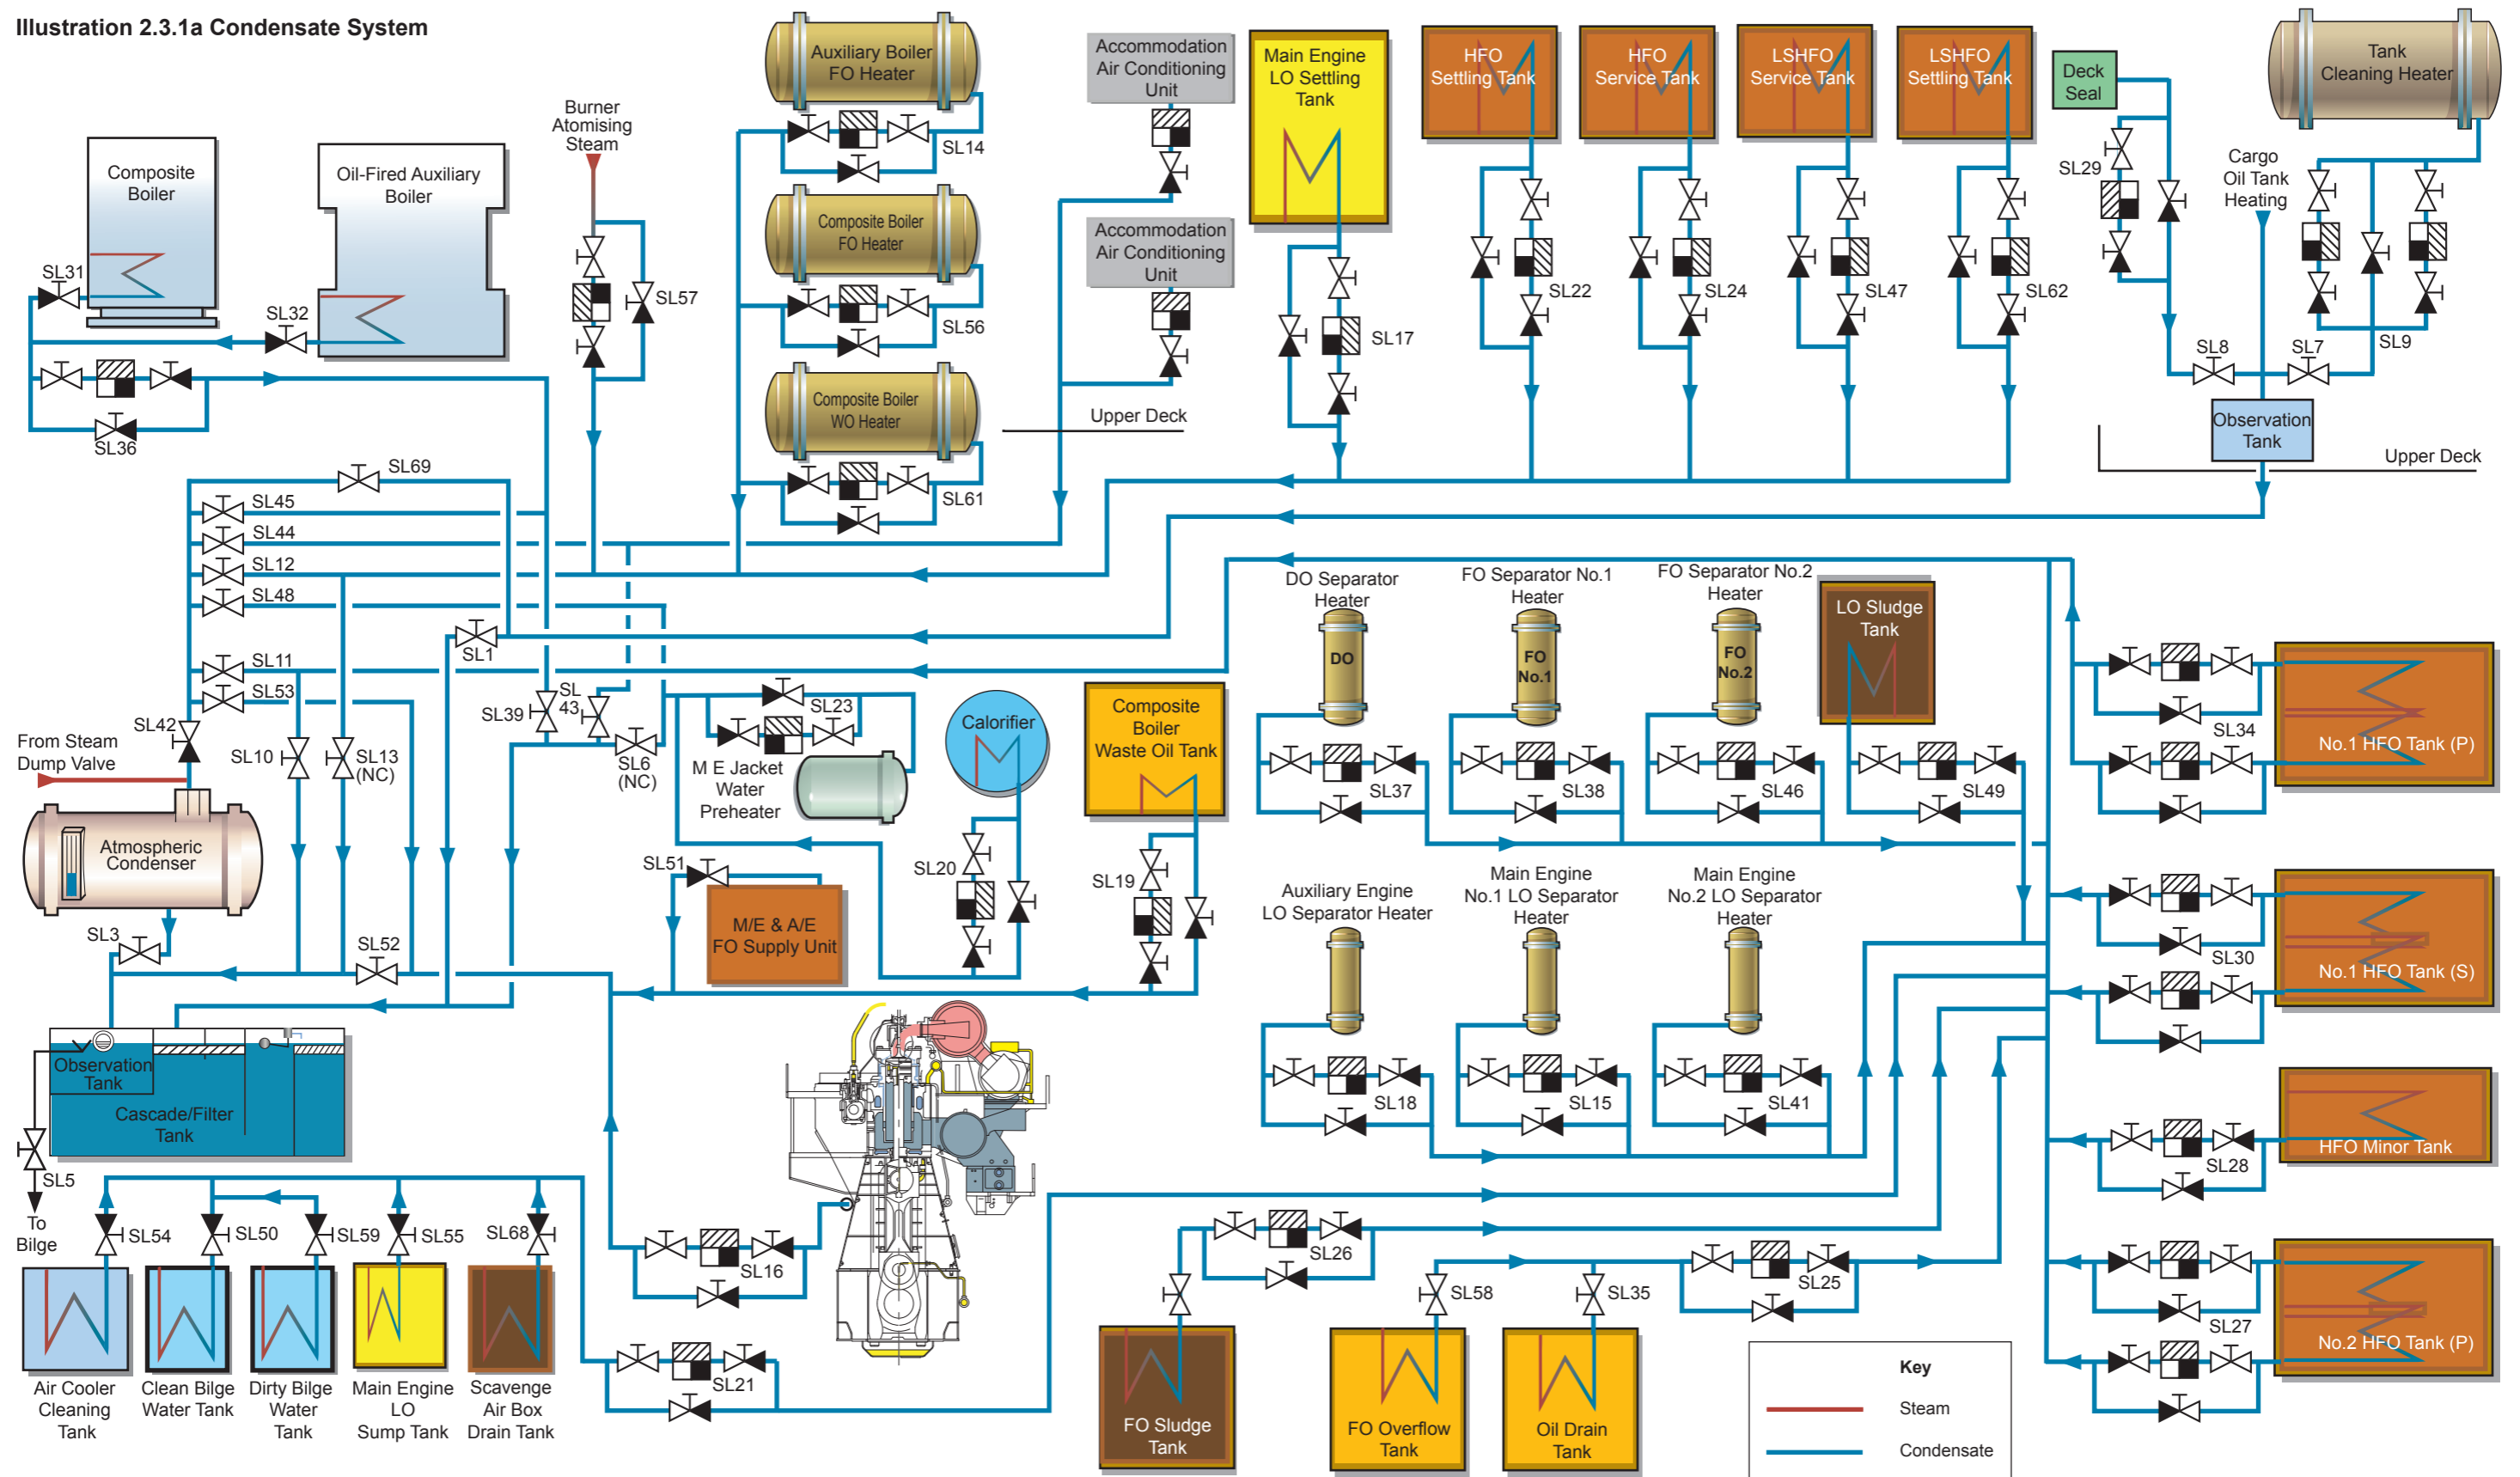 Illustration 2.3.1a Condensate System
Auxiliary Boiler
FO Heater
SL14
Composite Boiler
FO Heater
SL56
Composite Boiler
WO Heater
SL61
Accommodation
Air Conditioning
Unit
Accommodation
Air Conditioning
Unit
Upper Deck
Main Engine
LO Settling
Tank
SL17
HFO
Settling Tank
SL22
HFO
Service Tank
SL24
LSHFO
Service Tank
SL47
LSHFO
Settling Tank
SL62
Deck
Seal
SL29
Cargo
Oil Tank
Heating
Tank
Cleaning Heater
SL8
SL7
SL9
Observation
Tank
Upper Deck
Composite
Boiler
SL31
Oil-Fired Auxiliary
Boiler
SL32
SL36
Burner
Atomising
Steam
SL57
SL69
SL45
SL44
SL12
SL48
SL1
SL11
SL53
SL42
From Steam
Dump Valve
SL10
SL13
(NC)
SL39
SL
43
SL6
(NC)
SL23
M E Jacket
Water
Preheater
Calorifier
SL20
Composite
Boiler
Waste Oil Tank
SL19
Atmospheric
Condenser
SL3
SL52
SL51
M/E & A/E
FO Supply Unit
Observation
Tank
Cascade/Filter
Tank
SL5
To
Bilge
DO Separator
Heater
DO
SL37
FO Separator No.1
Heater
FO
No.1
SL38
FO Separator No.2
Heater
FO
No.2
SL46
LO Sludge
Tank
SL49
Auxiliary Engine
LO Separator Heater
SL18
Main Engine
No.1 LO Separator
Heater
SL15
Main Engine
No.2 LO Separator
Heater
SL41
SL34
No.1 HFO Tank (P)
SL30
No.1 HFO Tank (S)
SL28
HFO Minor Tank
SL27
No.2 HFO Tank (P)
SL54
SL50
SL59
SL55
SL68
Air Cooler
Cleaning
Tank
Clean Bilge
Water Tank
Dirty Bilge
Water
Tank
Main Engine
LO
Sump Tank
Scavenge
Air Box
Drain Tank
SL16
SL21
SL26
FO Sludge
Tank
SL58
FO Overflow
Tank
SL35
Oil Drain
Tank
SL25
Key
Steam
Condensate